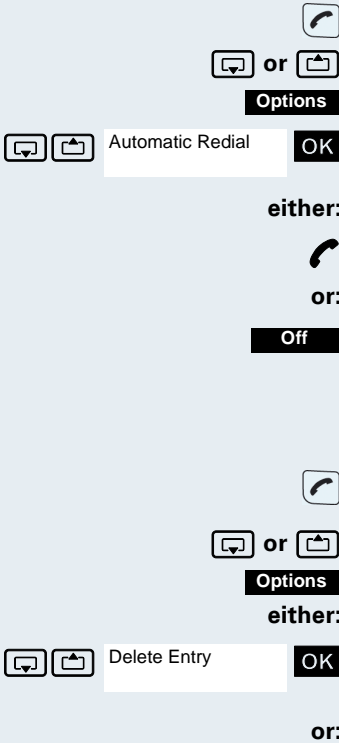 or
Options
Automatic Redial OK
either:
or:
Off
or
Options
either:
Delete Entry OK
or: